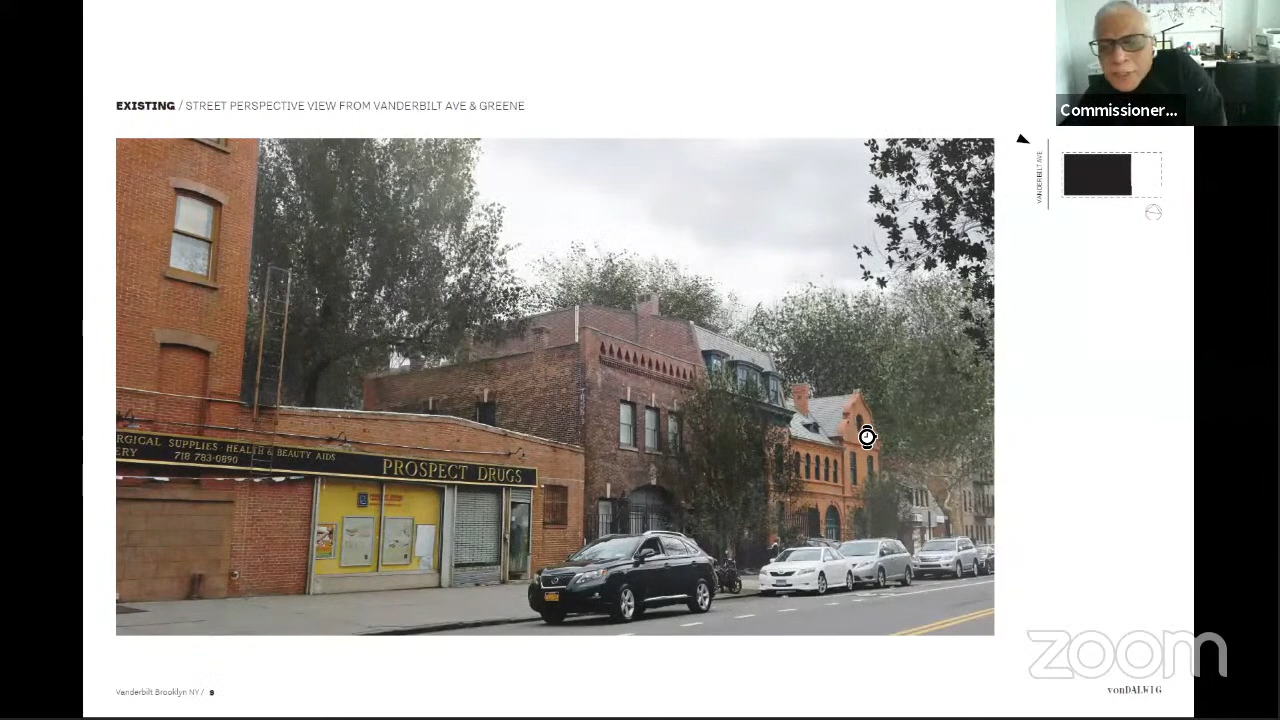 EXISTING / STREET PERSPECTIVE VIEW FROM VANDERBILT AVE & GREENE
Commissioner...
VANDERBILT AVE
RGICAL SUPPLIES · HEALTH & BEAUTY AIDS
ERY 718 783-0890
PROSPECT DRUGS
zoom
Vanderbilt Brooklyn NY / 9
vonDALWIG